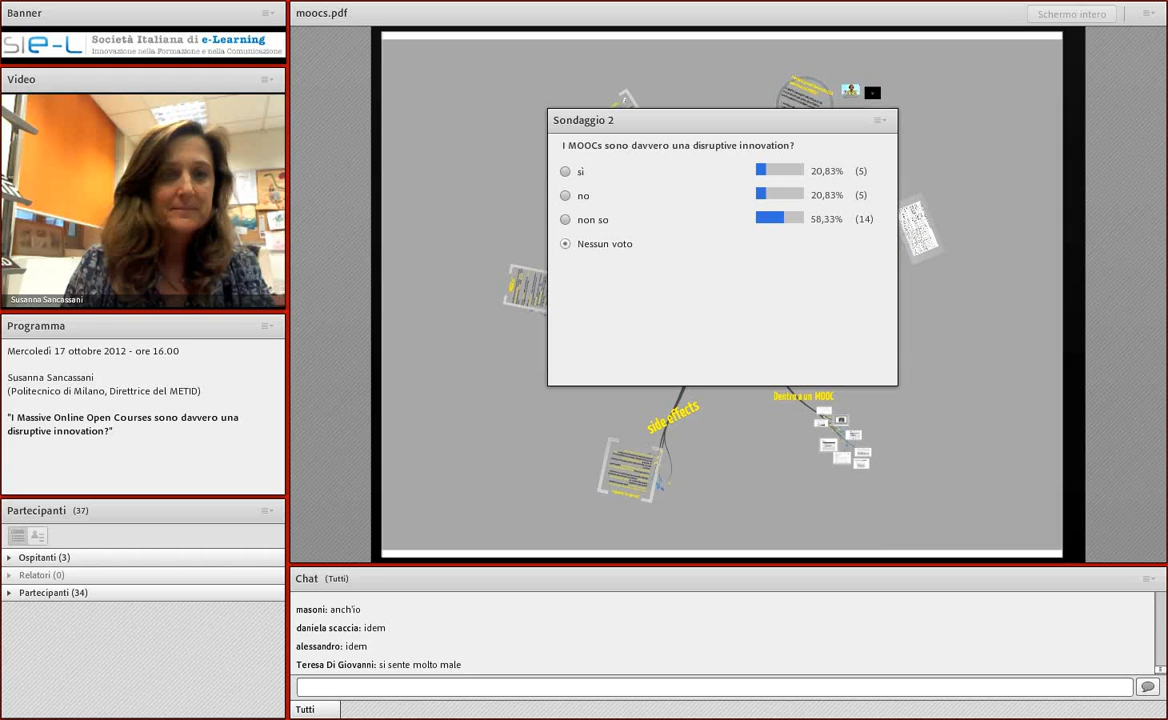 Banner
SIe-L Società Italiana di e-Learning
Innovazione nella Formazione e nella Comunicazione
Video
Susanna Sancassani
Programma
Mercoledì 17 ottobre 2012 - ore 16.00
Susanna Sancassani
(Politecnico di Milano, Direttrice del METID)
"I Massive Online Open Courses sono davvero una
disruptive innovation?"
Partecipanti (37)
Ospitanti (3)
Relatori (0)
Partecipanti (34)
moocs.pdf
Schermo intero
Sondaggio 2
I MOOCs sono davvero una disruptive innovation?
sì 20,83% (5)
no 20,83% (5)
non so 58,33% (14)
Nessun voto
side effects
Dentro a un MOOC
Chat (Tutti)
masoni: anch'io
daniela scaccia: idem
alessandro: idem
Teresa Di Giovanni: si sente molto male
Tutti